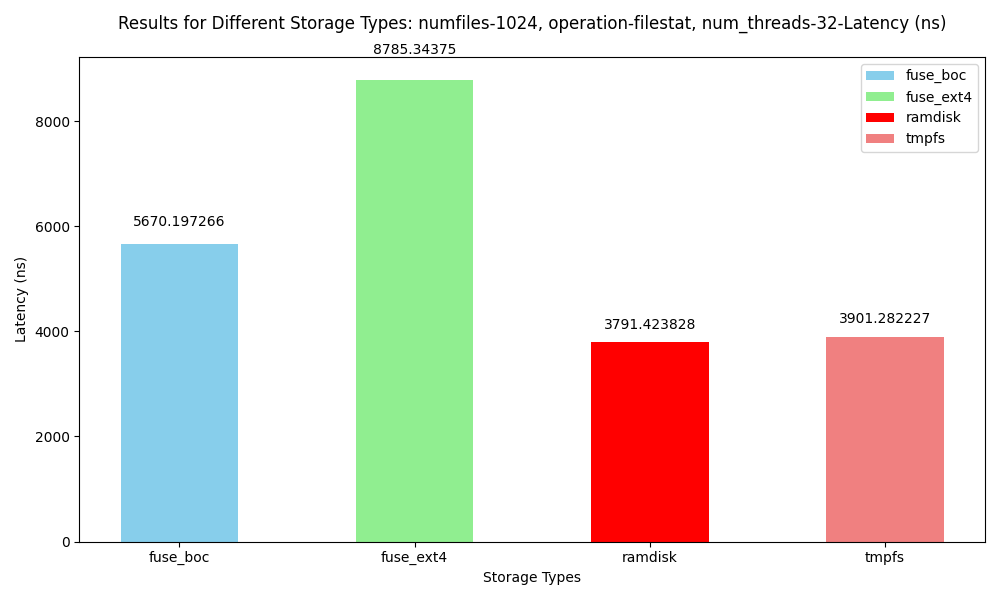 Results for Different Storage Types: numfiles-1024, operation-filestat, num_threads-32-Latency (ns)
8785.34375
fuse_boc
fuse_ext4
ramdisk
tmpfs
8000
5670.197266
6000
3901.282227
3791.423828
4000
2000
0
Latency (ns)
fuse_boc
fuse_ext4
ramdisk
tmpfs
Storage Types